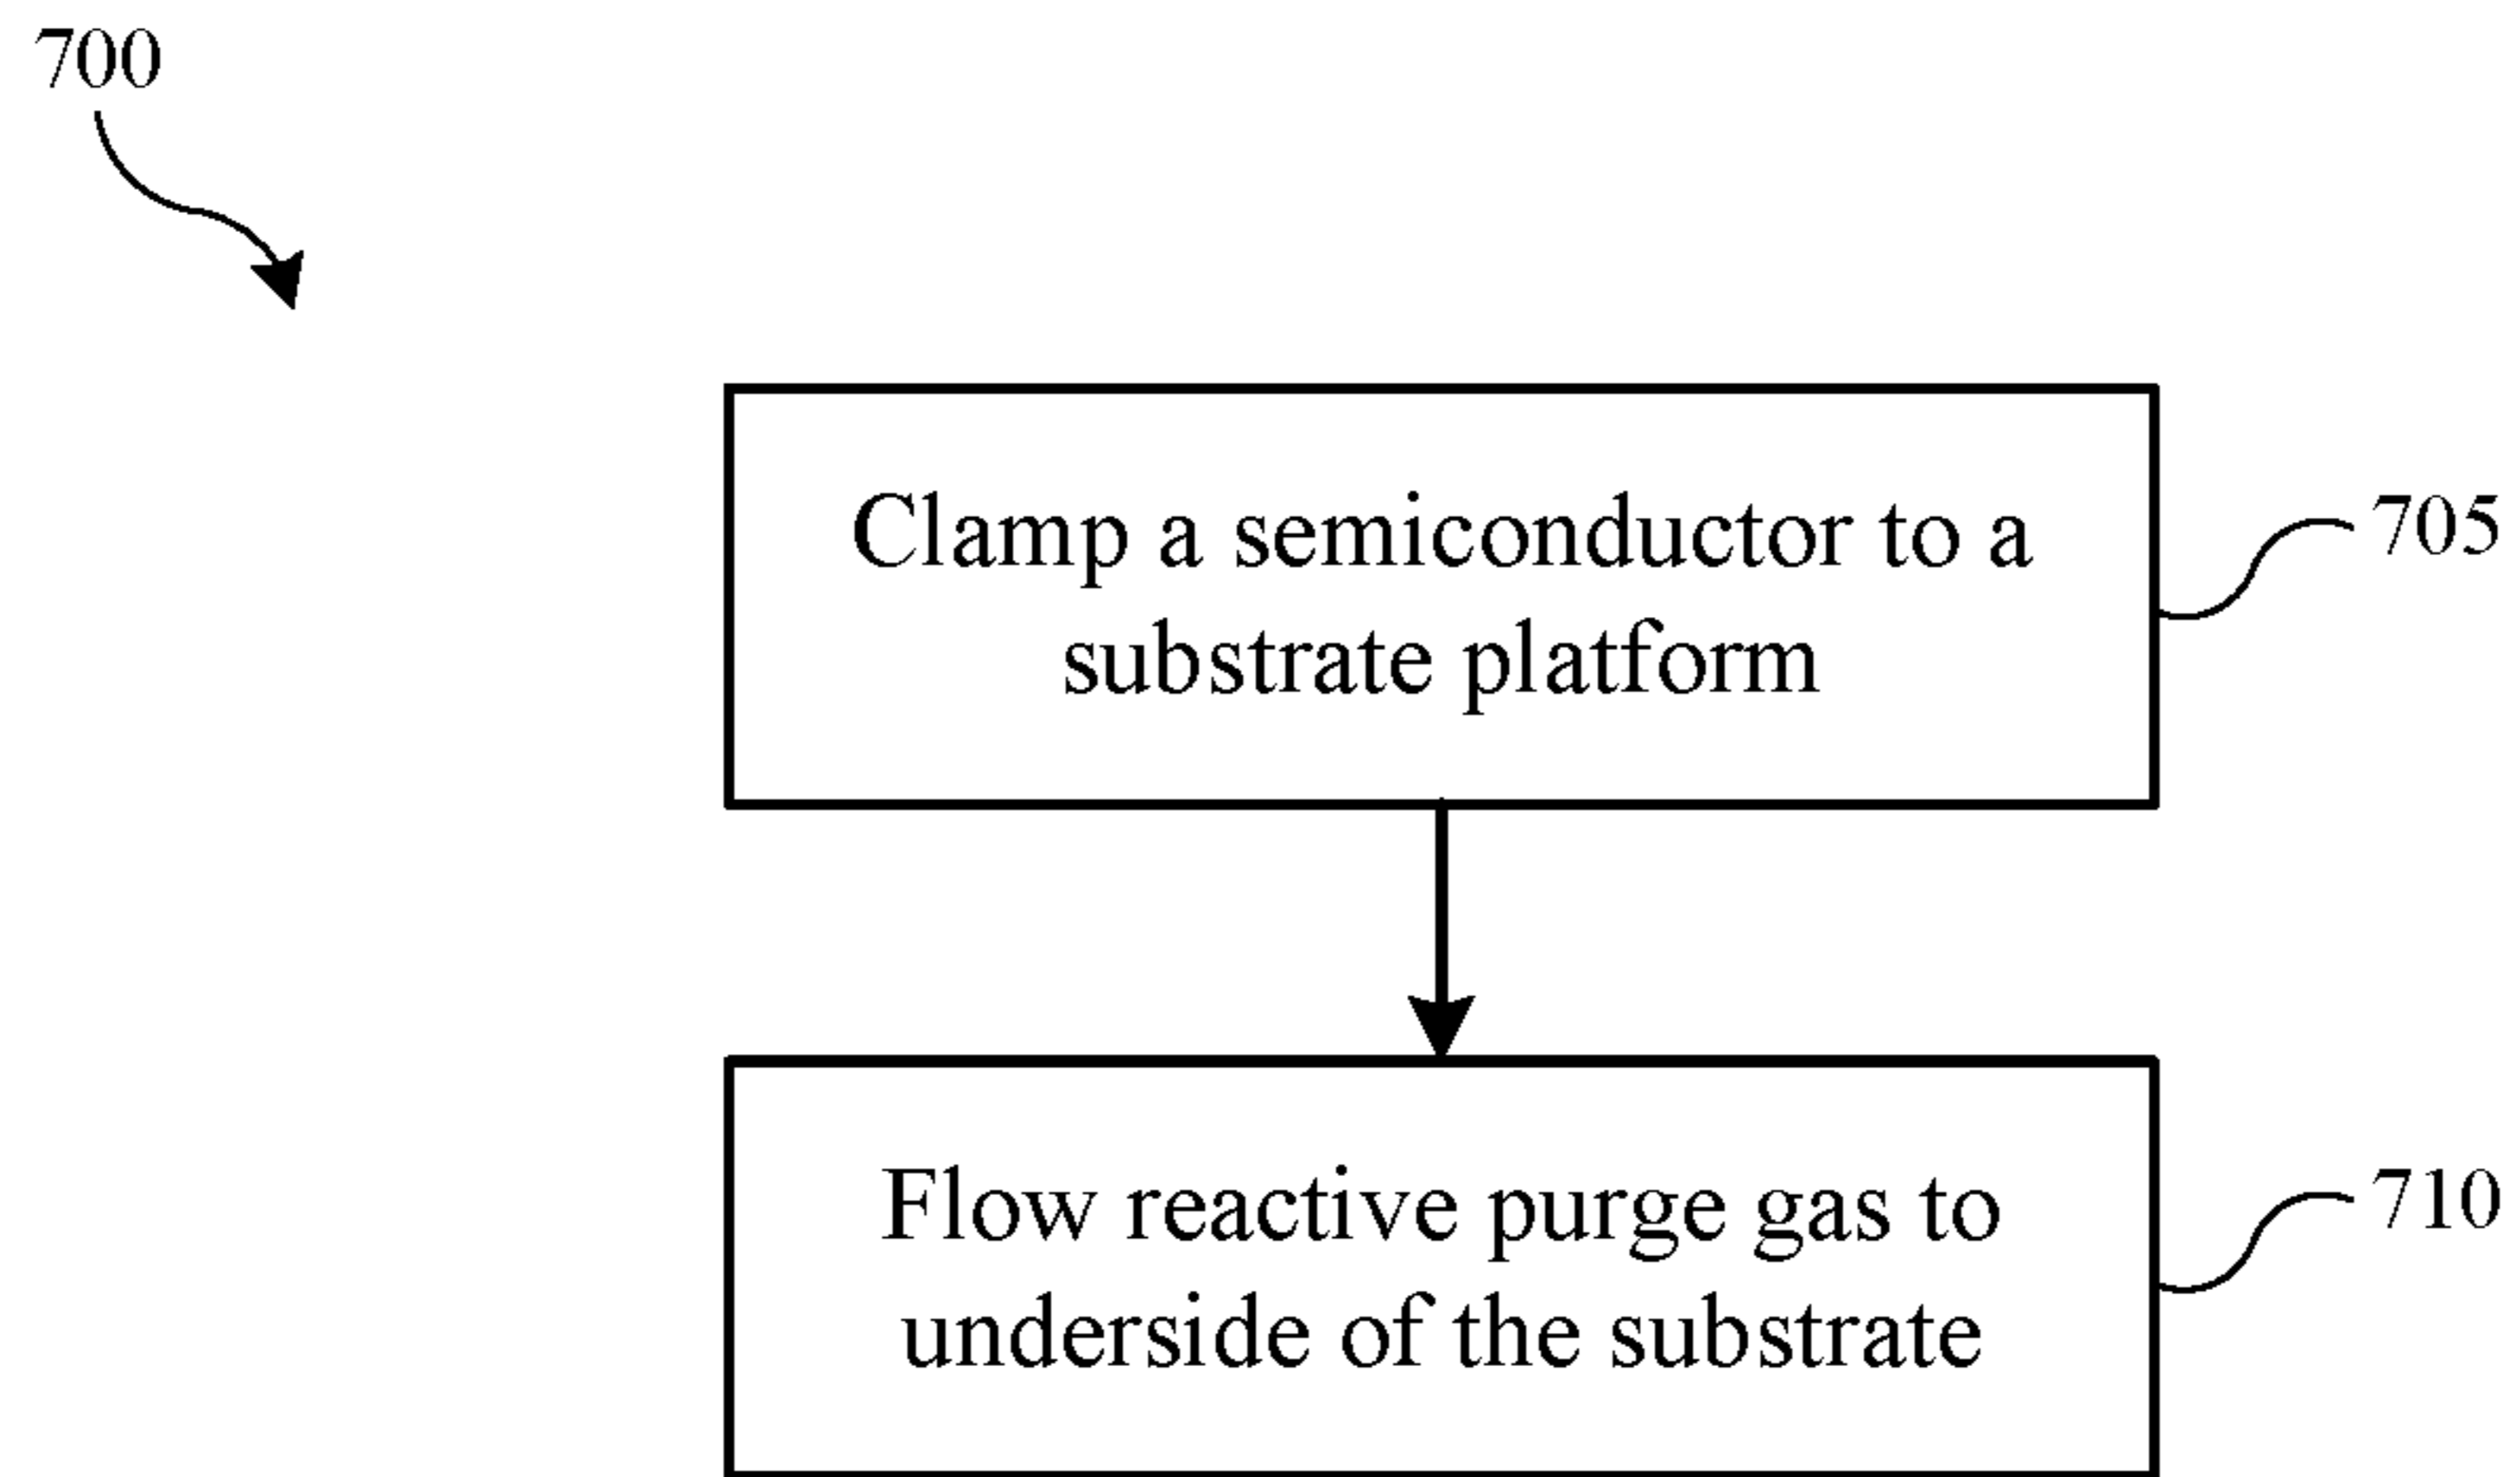 700
Clamp a semiconductor to a
substrate platform
705
Flow reactive purge gas to
underside of the substrate
710